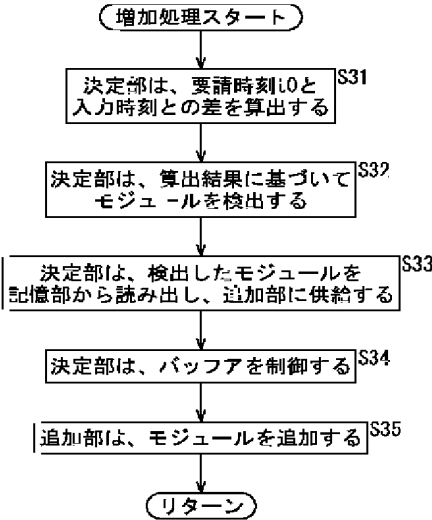 増加処理スタート
S31
決定部は、要請時刻i0と
入力時刻との差を算出する
S32
決定部は、算出結果に基づいて
モジュールを検出する
S33
決定部は、検出したモジュールを
記憶部から読み出し、追加部に供給する
S34
決定部は、バッファを制御する
S35
追加部は、モジュールを追加する
リターン